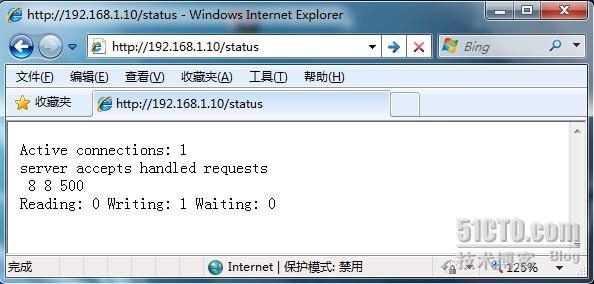 http://192.168.1.10/status - Windows Internet Explorer
http://192.168.1.10/status
Bing
文件(F) 编辑(E) 查看(V) 收藏夹(A) 工具(T) 帮助(H)
收藏夹 http://192.168.1.10/status
Active connections: 1
server accepts handled requests
8 8 500
Reading: 0 Writing: 1 Waiting: 0
51CTO.com
技术博客 Blog
完成 Internet | 保护模式: 禁用 125%